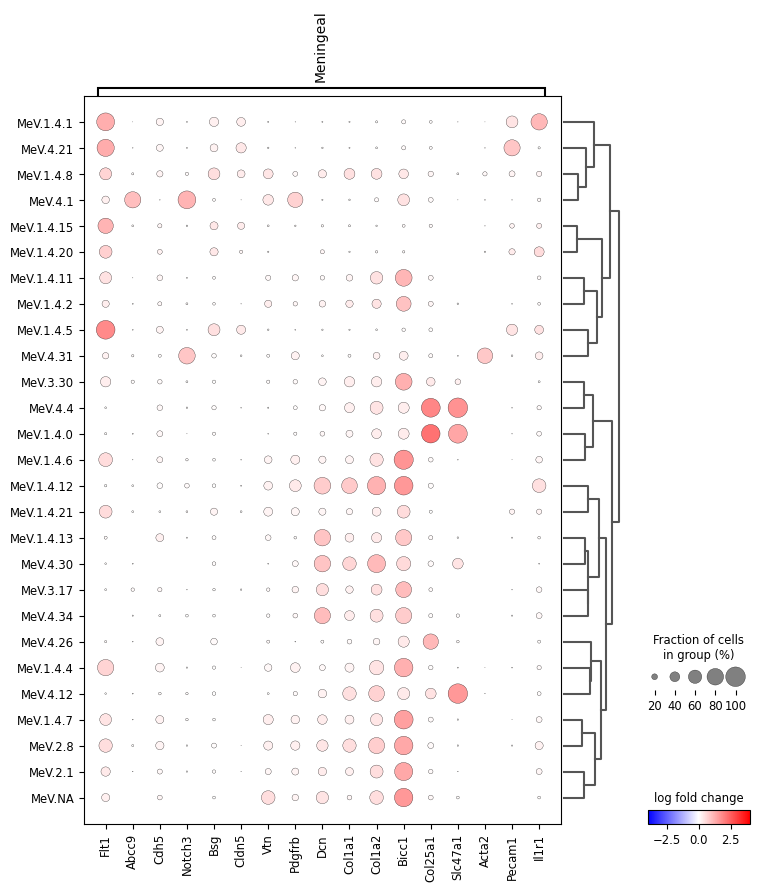 Meningeal
MeV.1.4.1
MeV.4.21
MeV.1.4.8
MeV.4.1
MeV.1.4.15
MeV.1.4.20
MeV.1.4.11
MeV.1.4.2
MeV.1.4.5
MeV.4.31
MeV.3.30
MeV.4.4
MeV.1.4.0
MeV.1.4.6
MeV.1.4.12
MeV.1.4.21
MeV.1.4.13
MeV.4.30
MeV.3.17
MeV.4.34
MeV.4.26
MeV.1.4.4
MeV.4.12
MeV.1.4.7
MeV.2.8
MeV.2.1
MeV.NA
Flt1
Abcc9
Cdh5
Notch3
Bsg
Cldn5
Vtn
Pdgfrb
Dcn
Col1a1
Col1a2
Bicc1
Col25a1
Slc47a1
Acta2
Pecam1
Il1r1
Fraction of cells
in group (%)
20 40 60 80 100
log fold change
−2.5 0.0 2.5